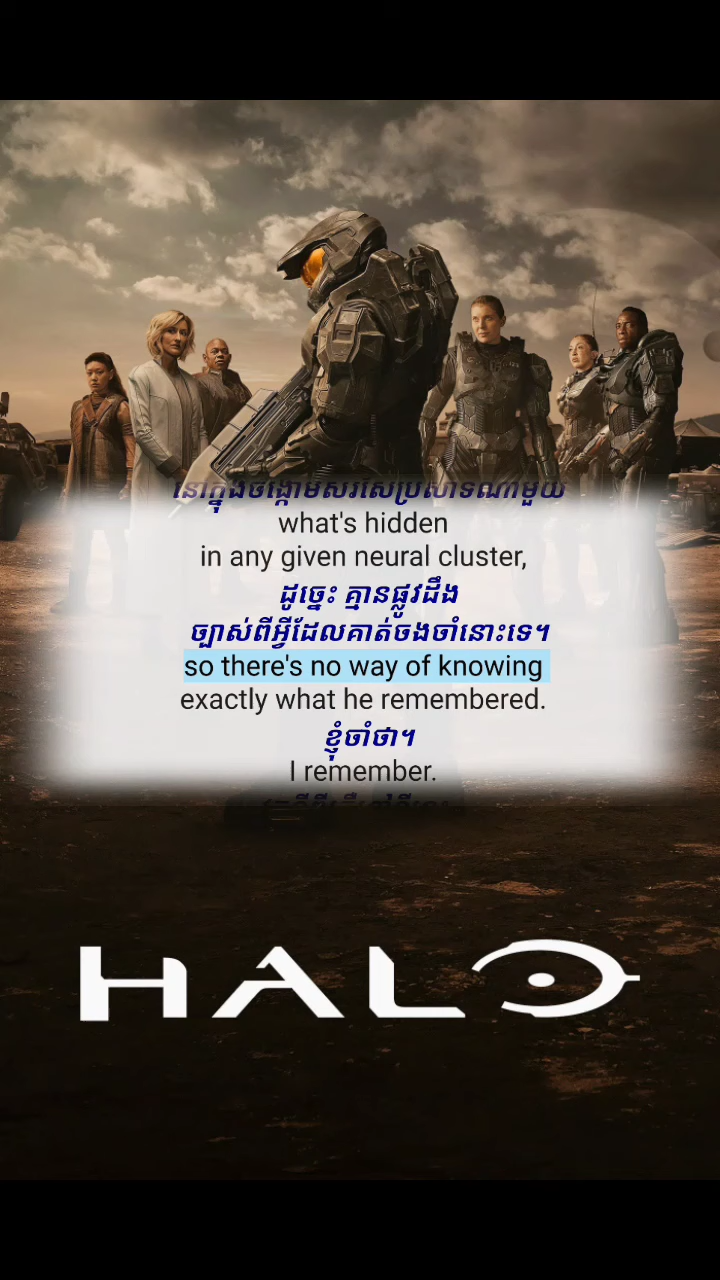 នៅក្នុងចង្កោមសរសៃប្រសាទណាមួយ
what's hidden
in any given neural cluster,
ដូច្នេះ គ្មានផ្លូវដឹង
ច្បាស់ពីអ្វីដែលគាត់ចងចាំនោះទេ។
so there's no way of knowing
exactly what he remembered.
ខ្ញុំចាំថា។
I remember.
HALO